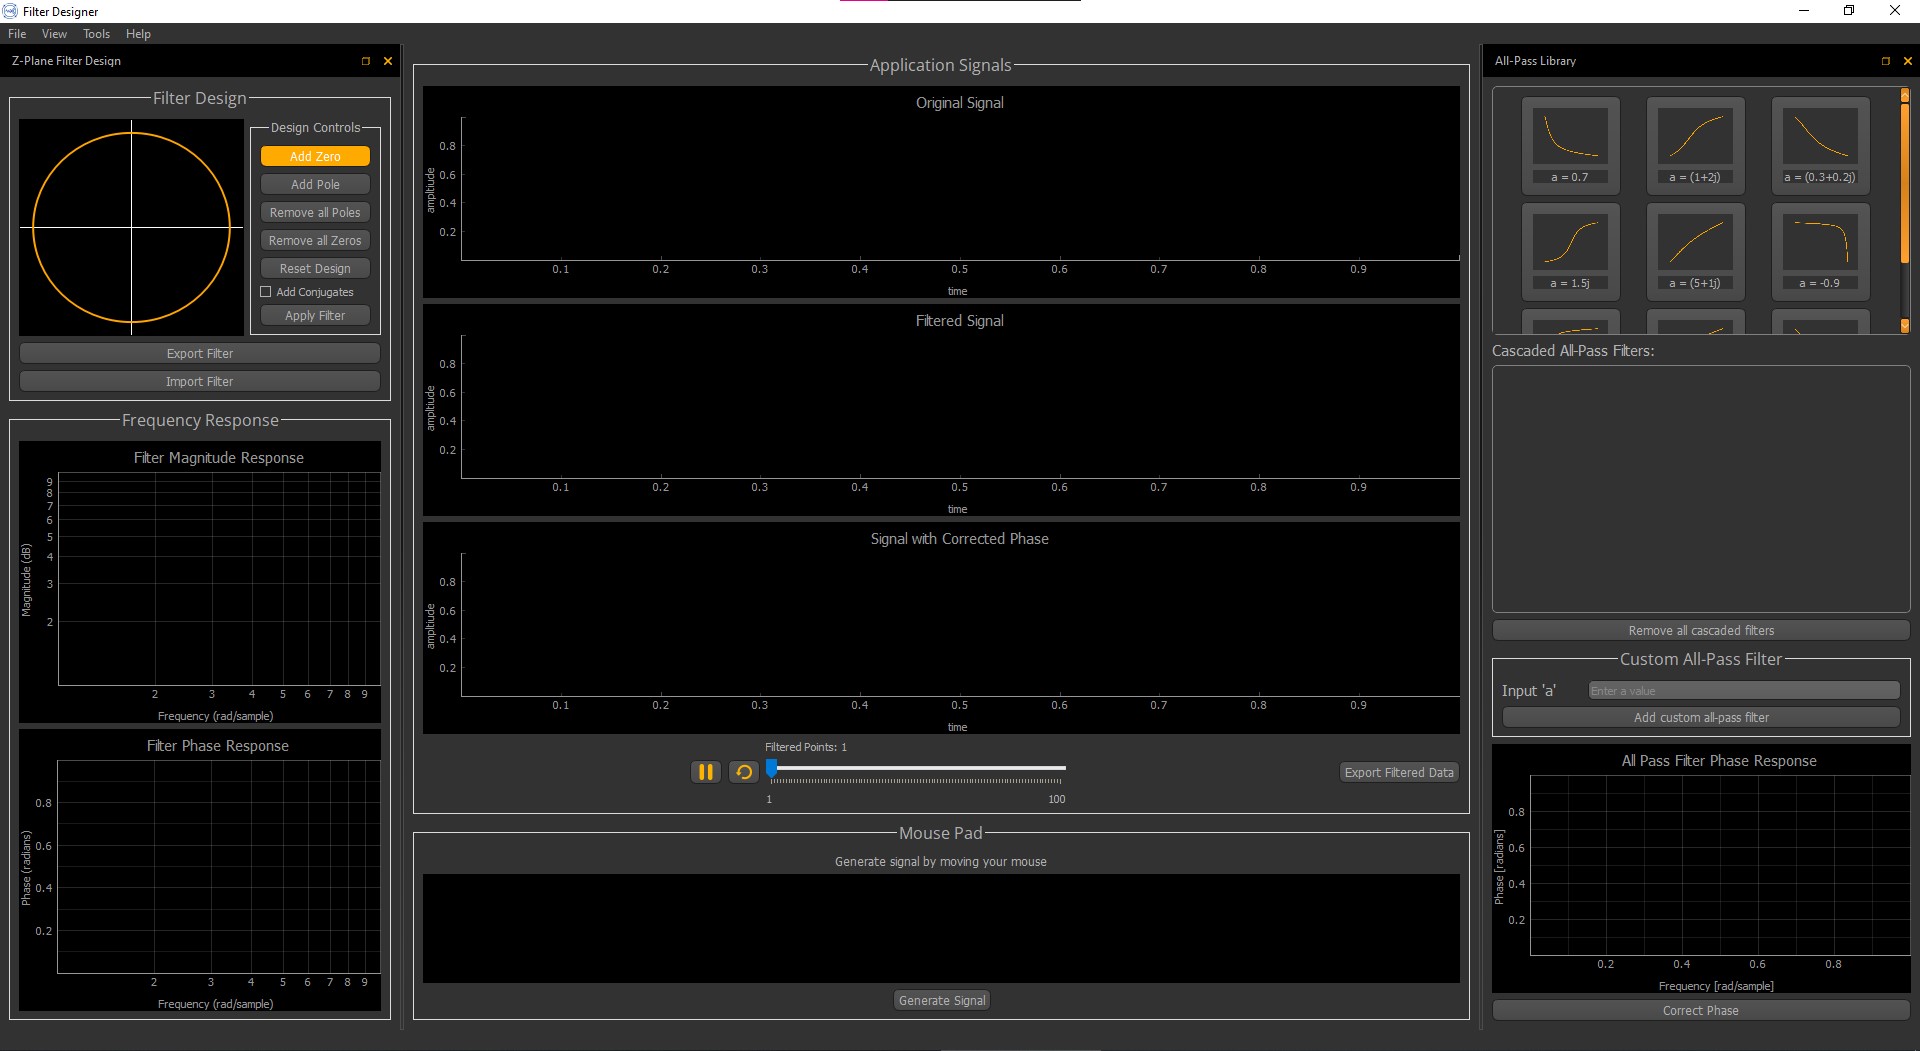 Filter Designer
File View Tools Help
Z-Plane Filter Design
Filter Design
Design Controls
Add Zero
Add Pole
Remove all Poles
Remove all Zeros
Reset Design
Add Conjugates
Apply Filter
Export Filter
Import Filter
Frequency Response
Filter Magnitude Response
Magnitude (dB)
9
8
7
6
5
4
3
2
2 3 4 5 6 7 8 9
Frequency (rad/sample)
Filter Phase Response
Phase (radians)
0.8
0.6
0.4
0.2
2 3 4 5 6 7 8 9
Frequency (rad/sample)
Application Signals
Original Signal
ampltiude
0.8
0.6
0.4
0.2
0.1 0.2 0.3 0.4 0.5 0.6 0.7 0.8 0.9
time
Filtered Signal
ampltiude
0.8
0.6
0.4
0.2
0.1 0.2 0.3 0.4 0.5 0.6 0.7 0.8 0.9
time
Signal with Corrected Phase
ampltiude
0.8
0.6
0.4
0.2
0.1 0.2 0.3 0.4 0.5 0.6 0.7 0.8 0.9
time
Filtered Points: 1
1 100
Export Filtered Data
Mouse Pad
Generate signal by moving your mouse
Generate Signal
All-Pass Library
a = 0.7 a = (1+2j) a = (0.3+0.2j)
a = 1.5j a = (5+1j) a = -0.9
Cascaded All-Pass Filters:
Remove all cascaded filters
Custom All-Pass Filter
Input 'a' Enter a value
Add custom all-pass filter
All Pass Filter Phase Response
Phase [radians]
0.8
0.6
0.4
0.2
0.2 0.4 0.6 0.8
Frequency [rad/sample]
Correct Phase